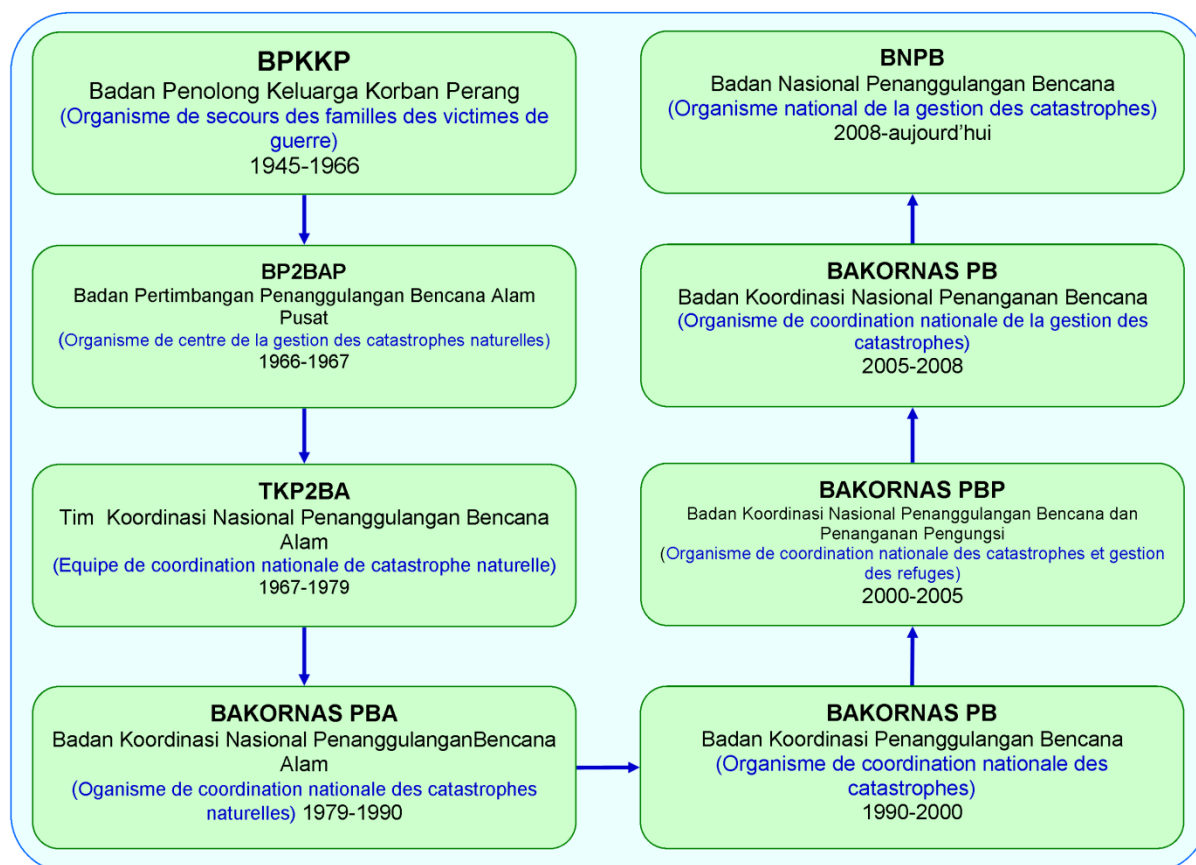 BPKKP
Badan Penolong Keluarga Korban Perang
(Organisme de secours des familles des victimes de
guerre)
1945-1966
BP2BAP
Badan Pertimbangan Penanggulangan Bencana Alam
Pusat
(Organisme de centre de la gestion des catastrophes naturelles)
1966-1967
TKP2BA
Tim Koordinasi Nasional Penanggulangan Bencana
Alam
(Equipe de coordination nationale de catastrophe naturelle)
1967-1979
BAKORNAS PBA
Badan Koordinasi Nasional PenanggulanganBencana
Alam
(Oganisme de coordination nationale des catastrophes
naturelles) 1979-1990
BAKORNAS PB
Badan Koordinasi Penanggulangan Bencana
(Organisme de coordination nationale des
catastrophes)
1990-2000
BAKORNAS PBP
Badan Koordinasi Nasional Penanggulangan Bencana dan
Penanganan Pengungsi
(Organisme de coordination nationale des catastrophes et gestion
des refuges)
2000-2005
BAKORNAS PB
Badan Koordinasi Nasional Penanganan Bencana
(Organisme de coordination nationale de la gestion des
catastrophes)
2005-2008
BNPB
Badan Nasional Penanggulangan Bencana
(Organisme national de la gestion des catastrophes)
2008-aujourd'hui